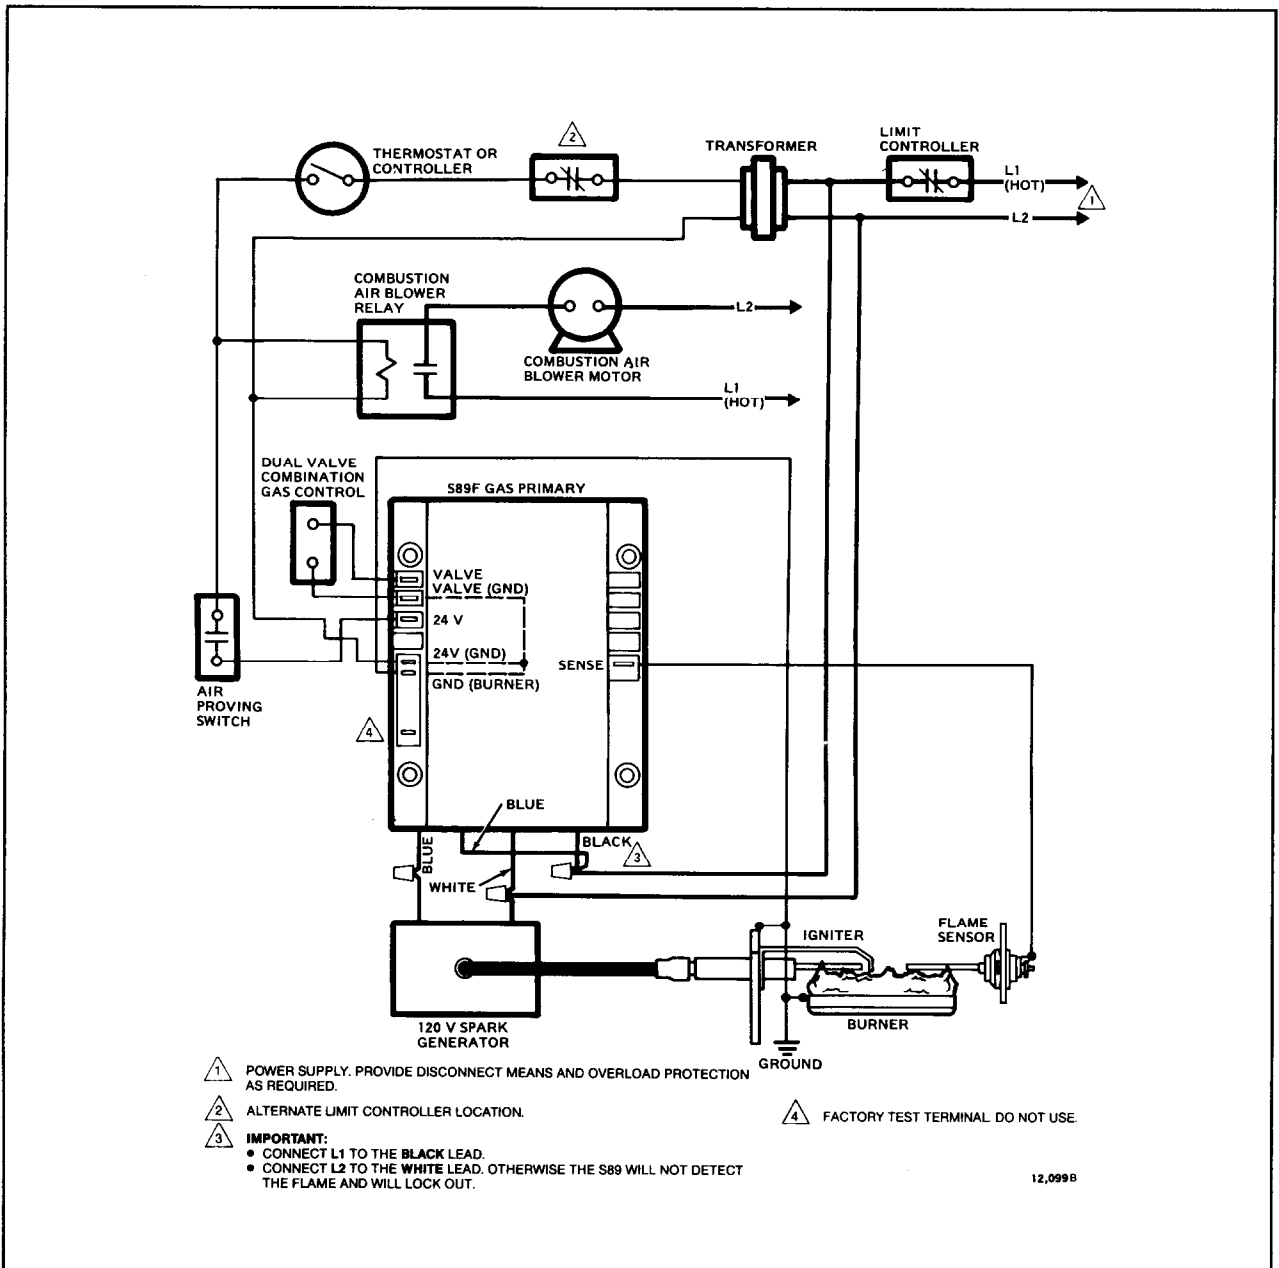 2
THERMOSTAT OR
CONTROLLER
TRANSFORMER
LIMIT
CONTROLLER
L1
(HOT)
1
L2
COMBUSTION
AIR BLOWER
RELAY
L2
COMBUSTION AIR
BLOWER MOTOR
L1
(HOT)
DUAL VALVE
COMBINATION
GAS CONTROL
S89F GAS PRIMARY
VALVE
VALVE (GND)
24 V
24V (GND)
GND (BURNER)
SENSE
AIR
PROVING
SWITCH
4
BLUE
BLUE
BLACK
3
WHITE
IGNITER
FLAME
SENSOR
BURNER
120 V SPARK
GENERATOR
GROUND
1 POWER SUPPLY. PROVIDE DISCONNECT MEANS AND OVERLOAD PROTECTION
AS REQUIRED.
2 ALTERNATE LIMIT CONTROLLER LOCATION.
3 IMPORTANT:
• CONNECT L1 TO THE BLACK LEAD.
• CONNECT L2 TO THE WHITE LEAD. OTHERWISE THE S89 WILL NOT DETECT
THE FLAME AND WILL LOCK OUT.
4 FACTORY TEST TERMINAL. DO NOT USE.
12,099B